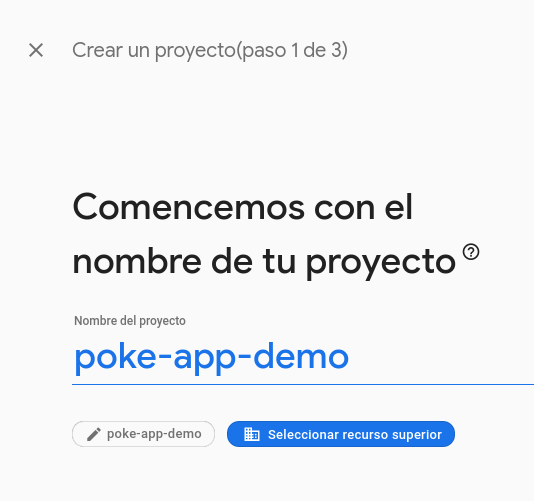 Crear un proyecto(paso 1 de 3)
Comencemos con el
nombre de tu proyecto
Nombre del proyecto
poke-app-demo
poke-app-demo
Seleccionar recurso superior